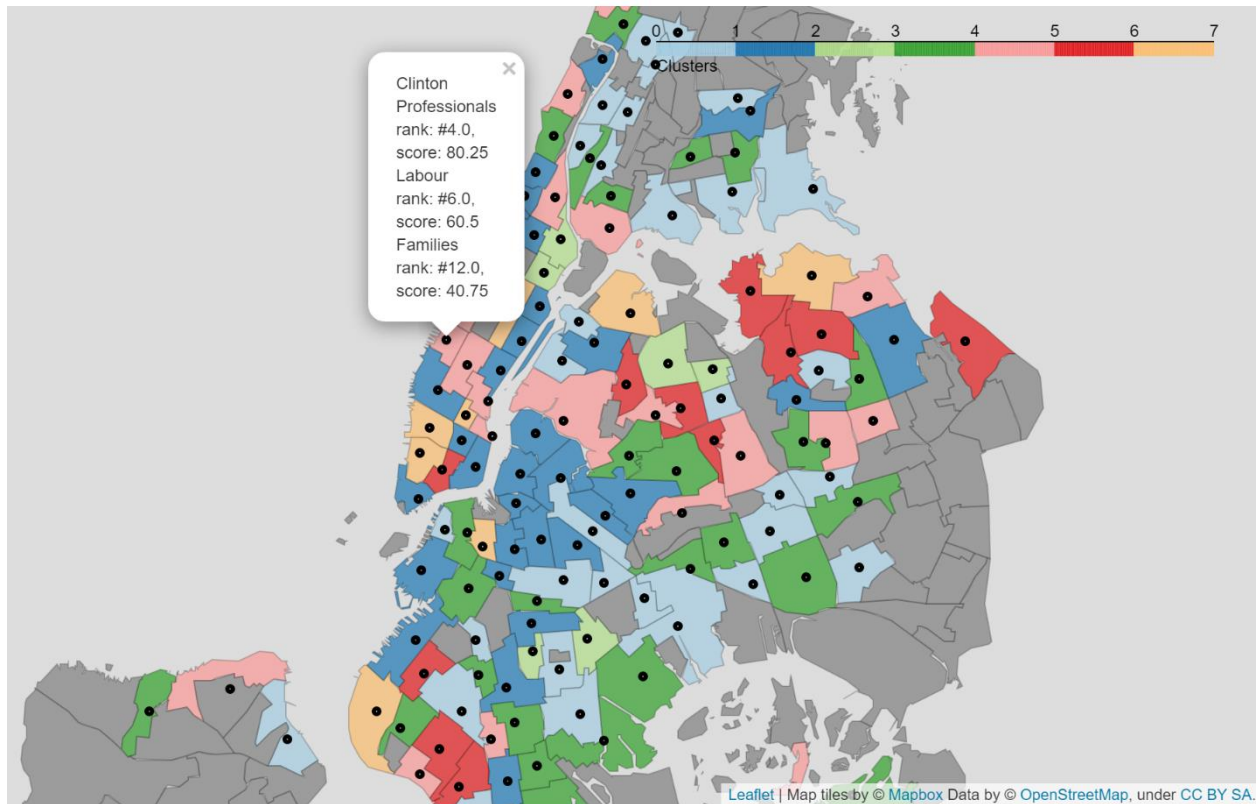 0 1 2 3 4 5 6 7
Clusters
×
Clinton
Professionals
rank: #4.0,
score: 80.25
Labour
rank: #6.0,
score: 60.5
Families
rank: #12.0,
score: 40.75
Leaflet | Map tiles by © Mapbox Data by © OpenStreetMap, under CC BY SA.